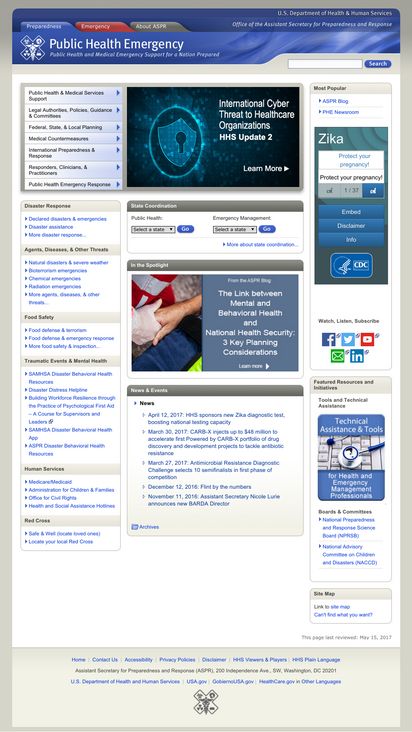 U.S. Department of Health & Human Services
Office of the Assistant Secretary for Preparedness and Response
Preparedness
Emergency
About ASPR
Public Health Emergency
Public Health and Medical Emergency Support for a Nation Prepared
Search
Public Health & Medical Services
Support
Legal Authorities, Policies, Guidance
& Committees
Federal, State, & Local Planning
Medical Countermeasures
International Preparedness &
Response
Responders, Clinicians, &
Practitioners
Public Health Emergency Response
International Cyber
Threat to Healthcare
Organizations
HHS Update 2
Learn More
Most Popular
ASPR Blog
PHE Newsroom
Zika
Protect your
pregnancy!
Protect your pregnancy!
1 / 37
Embed
Disclaimer
Info
CDC
Watch, Listen, Subscribe
Disaster Response
Declared disasters & emergencies
Disaster assistance
More disaster response...
Agents, Diseases, & Other
Threats
Natural disasters & severe weather
Bioterrorism emergencies
Chemical emergencies
Radiation emergencies
More agents, diseases, & other
threats...
Food Safety
Food defense & terrorism
Food defense & emergency response
More food safety & inspection...
Traumatic Events & Mental Health
SAMHSA Disaster Behavioral Health
Resources
Disaster Distress Helpline
Building Workforce Resilience through
the Practice of Psychological First Aid
– A Course for Supervisors and
Leaders
SAMHSA Disaster Behavioral Health
App
ASPR Disaster Behavioral Health
Resources
Human Services
Medicare/Medicaid
Administration for Children & Families
Office for Civil Rights
Health and Social Assistance Hotlines
Red Cross
Safe & Well (locate loved ones)
Locate your local Red Cross
State Coordination
Public Health:
Emergency Management:
Select a state
Go
Select a state
Go
More about state coordination...
In the Spotlight
From the ASPR Blog
The Link between
Mental and
Behavioral Health
and
National Health Security:
3 Key Planning
Considerations
Learn more
News & Events
News
April 12, 2017: HHS sponsors new Zika diagnostic test,
boosting national testing capacity
March 30, 2017: CARB-X injects up to $48 million to
accelerate first Powered by CARB-X portfolio of drug
discovery and development projects to tackle antibiotic
resistance
March 27, 2017: Antimicrobial Resistance Diagnostic
Challenge selects 10 semifinalists in first phase of
competition
December 12, 2016: Flint by the numbers
November 11, 2016: Assistant Secretary Nicole Lurie
announces new BARDA Director
Archives
Featured Resources and
Initiatives
Tools and Technical
Assistance
Technical
Assistance & Tools
for Health and
Emergency
Management
Professionals
Boards & Committees
National Preparedness
and Response Science
Board (NPRSB)
National Advisory
Committee on Children
and Disasters (NACCD)
Site Map
Link to site map
Can't find what you want?
This page last reviewed: May 15, 2017
Home | Contact Us | Accessibility | Privacy Policies | Disclaimer | HHS Viewers & Players | HHS Plain Language
Assistant Secretary for Preparedness and Response (ASPR), 200 Independence Ave., SW, Washington, DC 20201
U.S. Department of Health and Human Services | USA.gov | GobiernoUSA.gov | HealthCare.gov in Other Languages